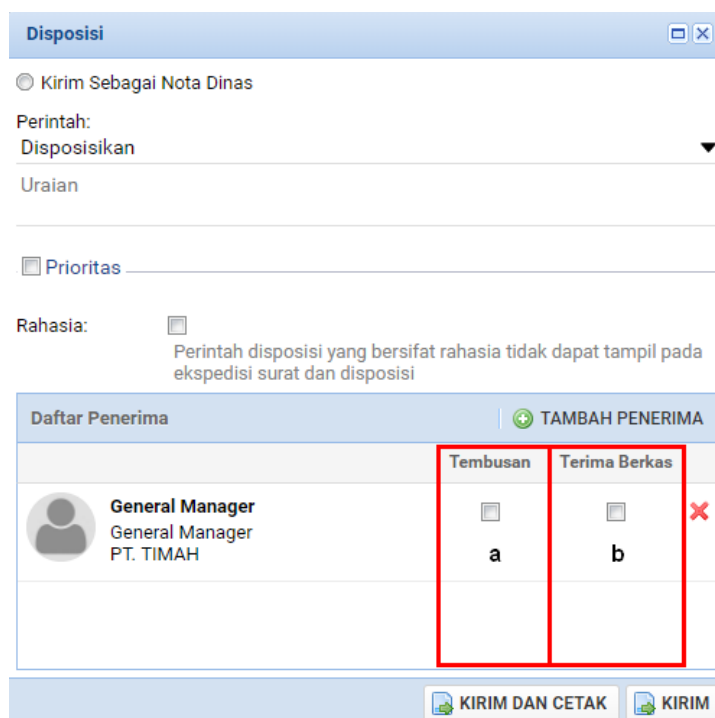 Disposisi
Kirim Sebagai Nota Dinas
Perintah:
Disposisikan
Uraian
Prioritas
Rahasia:
Perintah disposisi yang bersifat rahasia tidak dapat tampil pada
ekspedisi surat dan disposisi
Daftar Penerima TAMBAH PENERIMA
Tembusan Terima Berkas
General Manager
General Manager
PT. TIMAH
a b
KIRIM DAN CETAK KIRIM